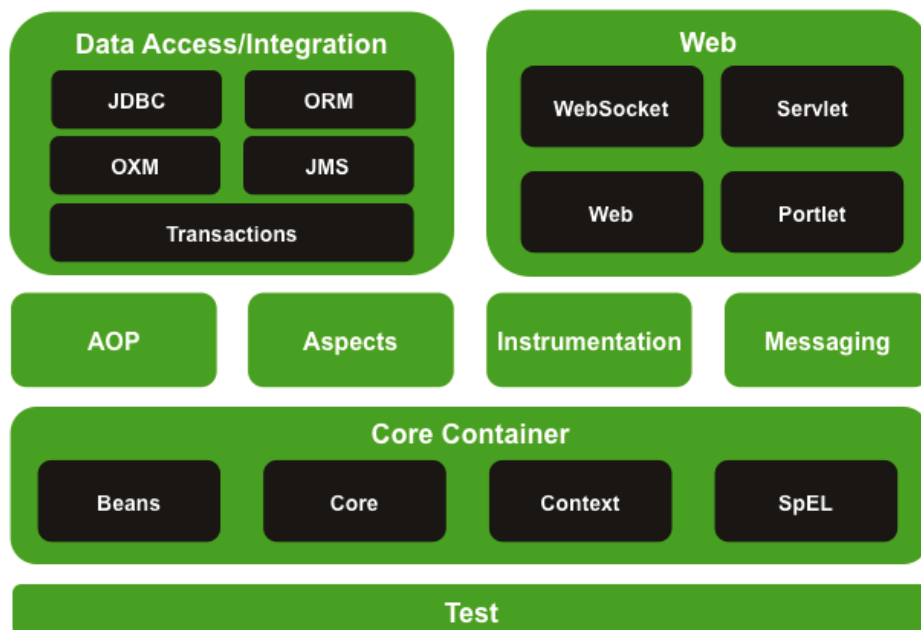 Data Access/Integration
JDBC
ORM
OXM
JMS
Transactions
Web
WebSocket
Servlet
Web
Portlet
AOP
Aspects
Instrumentation
Messaging
Core Container
Beans
Core
Context
SpEL
Test